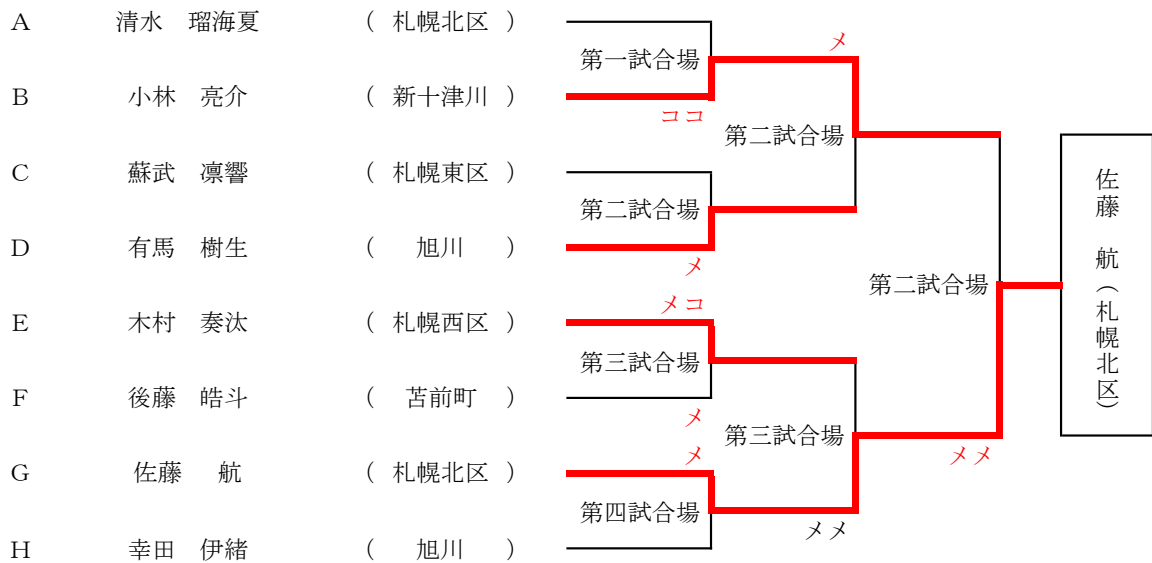 A 清水 瑠海夏 ( 札幌北区 )
第一試合場
メ
B 小林 亮介 ( 新十津川 )
ココ
第二試合場
C 蘇武 凛響 ( 札幌東区 )
第二試合場
D 有馬 樹生 ( 旭川 )
メ
第二試合場
佐藤 航(札幌北区)
メコ
E 木村 奏汰 ( 札幌西区 )
第三試合場
F 後藤 皓斗 ( 苫前町 )
メ
第三試合場
メ
メメ
G 佐藤 航 ( 札幌北区 )
第四試合場
メメ
H 幸田 伊緒 ( 旭川 )